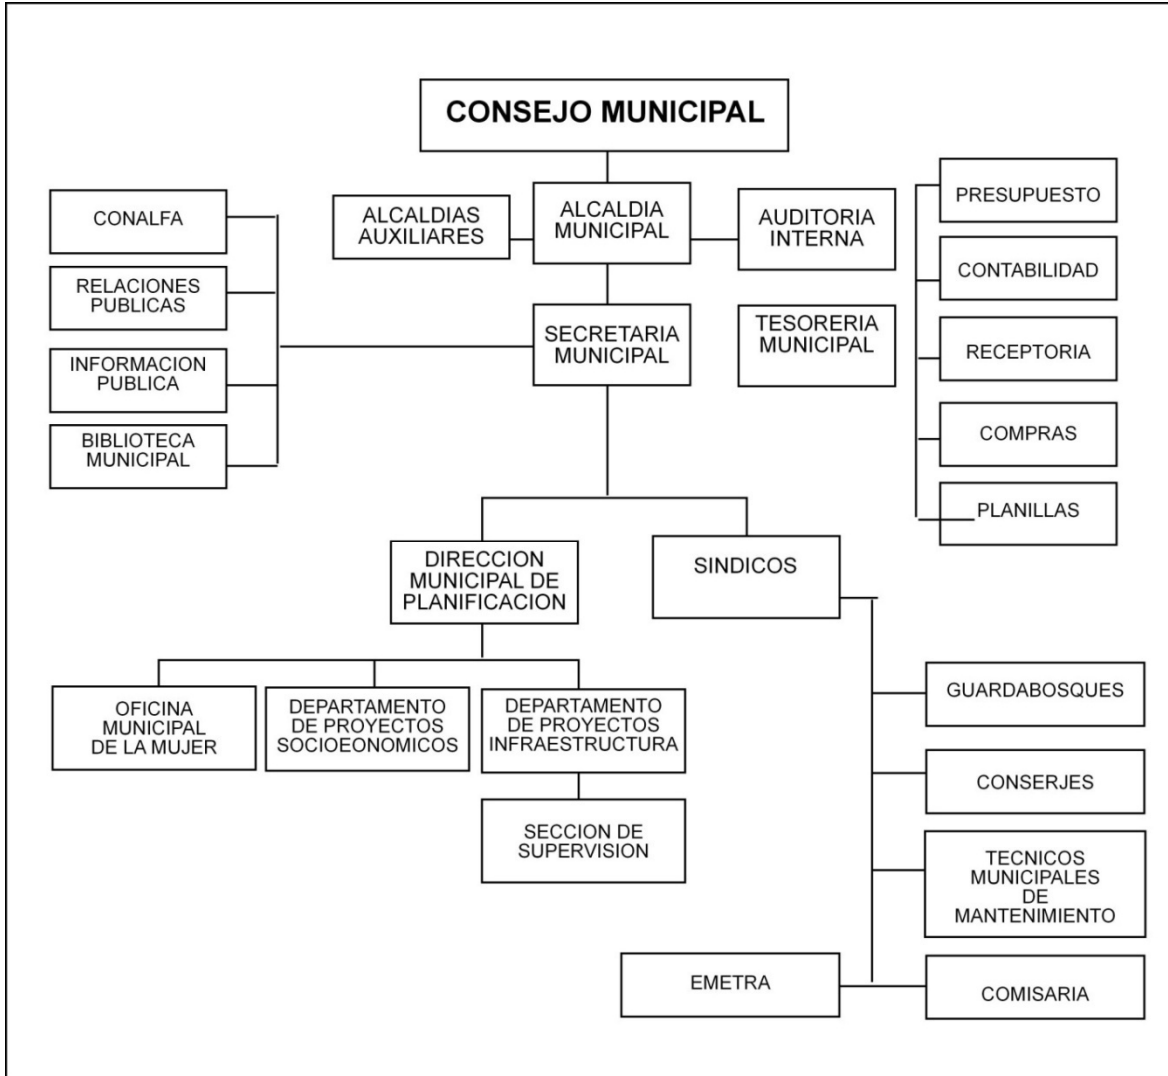 CONSEJO MUNICIPAL
ALCALDIAS
AUXILIARES
ALCALDIA
MUNICIPAL
AUDITORIA
INTERNA
PRESUPUESTO
CONALFA
CONTABILIDAD
RELACIONES
PUBLICAS
SECRETARIA
MUNICIPAL
TESORERIA
MUNICIPAL
RECEPTORIA
INFORMACION
PUBLICA
BIBLIOTECA
MUNICIPAL
COMPRAS
PLANILLAS
DIRECCION
MUNICIPAL DE
PLANIFICACION
SINDICOS
OFICINA
MUNICIPAL
DE LA MUJER
DEPARTAMENTO
DE PROYECTOS
SOCIOEONOMICOS
DEPARTAMENTO
DE PROYECTOS
INFRAESTRUCTURA
GUARDABOSQUES
CONSERJES
SECCION DE
SUPERVISION
TECNICOS
MUNICIPALES
DE
MANTENIMIENTO
EMETRA
COMISARIA